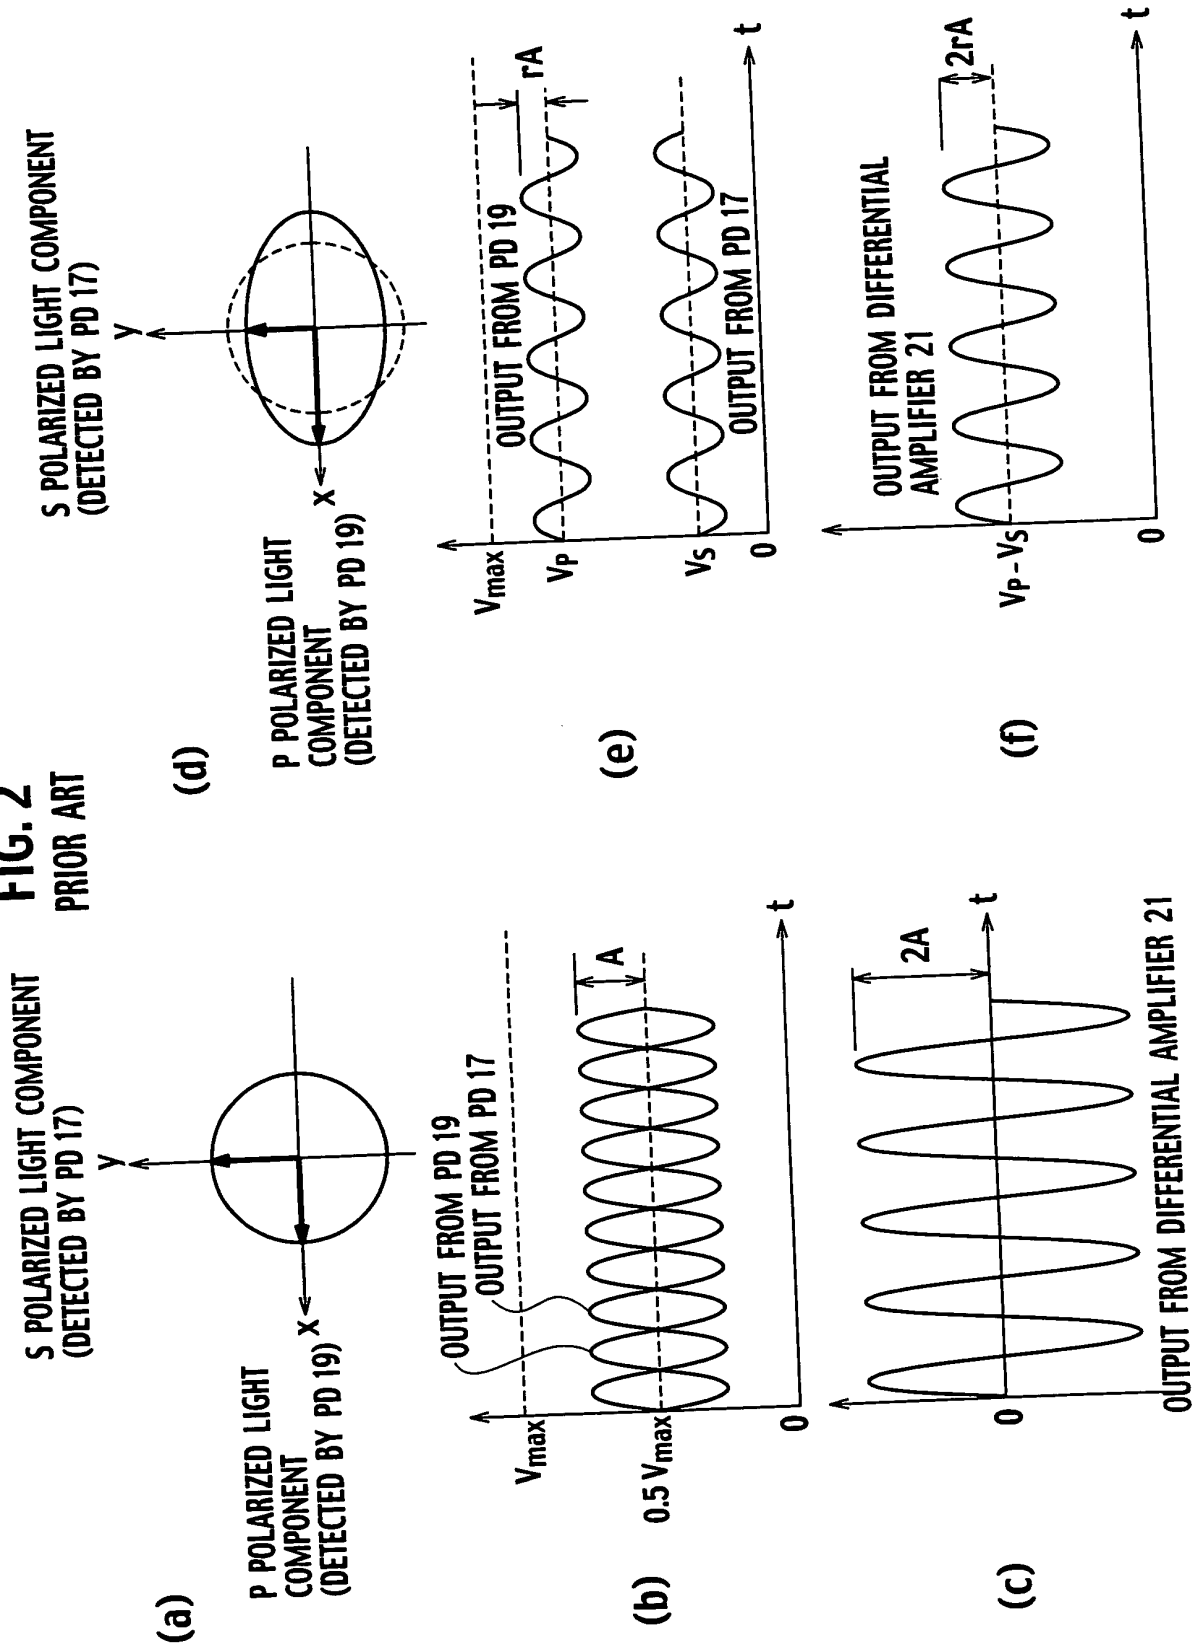 FIG. 2
PRIOR ART
(a)
S POLARIZED LIGHT COMPONENT
(DETECTED BY PD 17)
y
x
P POLARIZED LIGHT
COMPONENT
(DETECTED BY PD 19)
(b)
OUTPUT FROM PD 19
OUTPUT FROM PD 17
Vmax
0.5 Vmax
0
A
t
(c)
0
2A
t
OUTPUT FROM DIFFERENTIAL AMPLIFIER 21
(d)
S POLARIZED LIGHT COMPONENT
(DETECTED BY PD 17)
y
x
P POLARIZED LIGHT
COMPONENT
(DETECTED BY PD 19)
(e)
Vmax
VP
VS
0
OUTPUT FROM PD 19
OUTPUT FROM PD 17
rA
t
(f)
OUTPUT FROM DIFFERENTIAL
AMPLIFIER 21
VP - VS
0
2rA
t